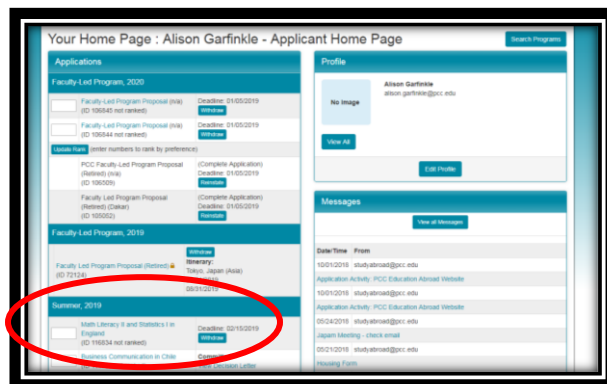 Your Home Page : Alison Garfinkle - Applicant Home Page
Search Programs
Applications
Faculty-Led Program, 2020
Faculty-Led Program Proposal (n/a)
(ID 106845 not ranked)
Deadline: 01/05/2019
Withdraw
Faculty-Led Program Proposal (n/a)
(ID 106844 not ranked)
Deadline: 01/05/2019
Withdraw
Update Rank (enter numbers to rank by preference)
PCC Faculty-Led Program Proposal
(Retired) (n/a)
(ID 106509)
(Complete Application)
Deadline: 01/05/2019
Reinstate
Faculty Led Program Proposal
(Retired) (Dakar)
(ID 105052)
(Complete Application)
Deadline: 01/05/2019
Reinstate
Faculty-Led Program, 2019
Faculty Led Program Proposal (Retired)
(ID 72124)
Withdraw
Itinerary:
Tokyo, Japan (Asia)
08/31/2019
Summer, 2019
Math Literacy II and Statistics I in
England
(ID 116834 not ranked)
Deadline: 02/15/2019
Withdraw
Business Communication in Chile
Decision Letter
Profile
No Image
Alison Garfinkle
alison.garfinkle@pcc.edu
View All
Edit Profile
Messages
View all Messages
Date/Time From
10/01/2018 studyabroad@pcc.edu
Application Activity: PCC Education Abroad Website
10/01/2018 studyabroad@pcc.edu
Application Activity: PCC Education Abroad Website
05/24/2018 studyabroad@pcc.edu
Japam Meeting - check email
05/21/2018 studyabroad@pcc.edu
Housing Form